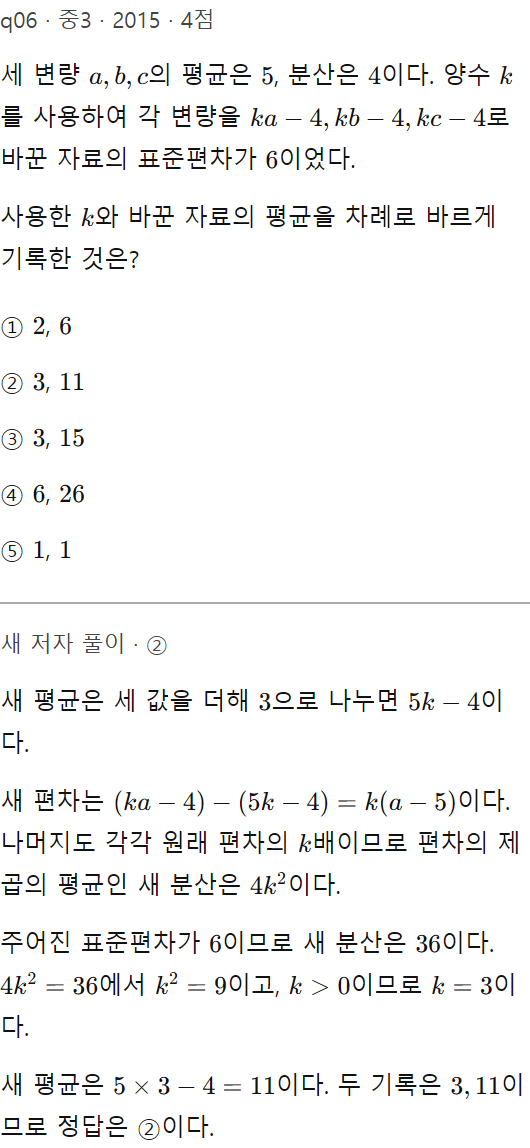 q06 · 중3 · 2015 · 4점
세 변량 a, b, c의 평균은 5, 분산은 4이다. 양수 k
를 사용하여 각 변량을 ka − 4, kb − 4, kc − 4로
바꾼 자료의 표준편차가 6이었다.
사용한 k와 바꾼 자료의 평균을 차례로 바르게
기록한 것은?
① 2, 6
② 3, 11
③ 3, 15
④ 6, 26
⑤ 1, 1
새 저자 풀이 · ②
새 평균은 세 값을 더해 3으로 나누면 5k − 4이
다.
새 편차는 (ka − 4) − (5k − 4) = k(a − 5)이다.
나머지도 각각 원래 편차의 k배이므로 편차의 제
곱의 평균인 새 분산은 4k²이다.
주어진 표준편차가 6이므로 새 분산은 36이다.
4k² = 36에서 k² = 9이고, k > 0이므로 k = 3이
다.
새 평균은 5 × 3 − 4 = 11이다. 두 기록은 3, 11이
므로 정답은 ②이다.